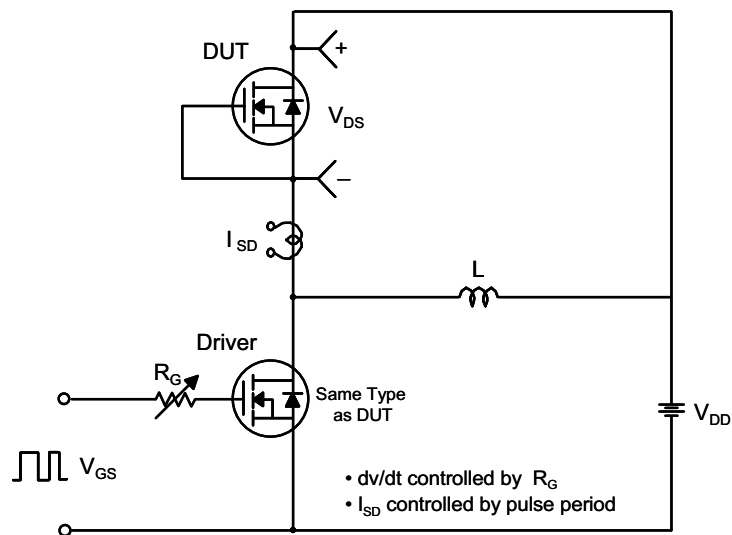 DUT
+
V_DS
–
I_SD
L
Driver
R_G
Same Type
as DUT
V_DD
V_GS
• dv/dt controlled by R_G
• I_SD controlled by pulse period